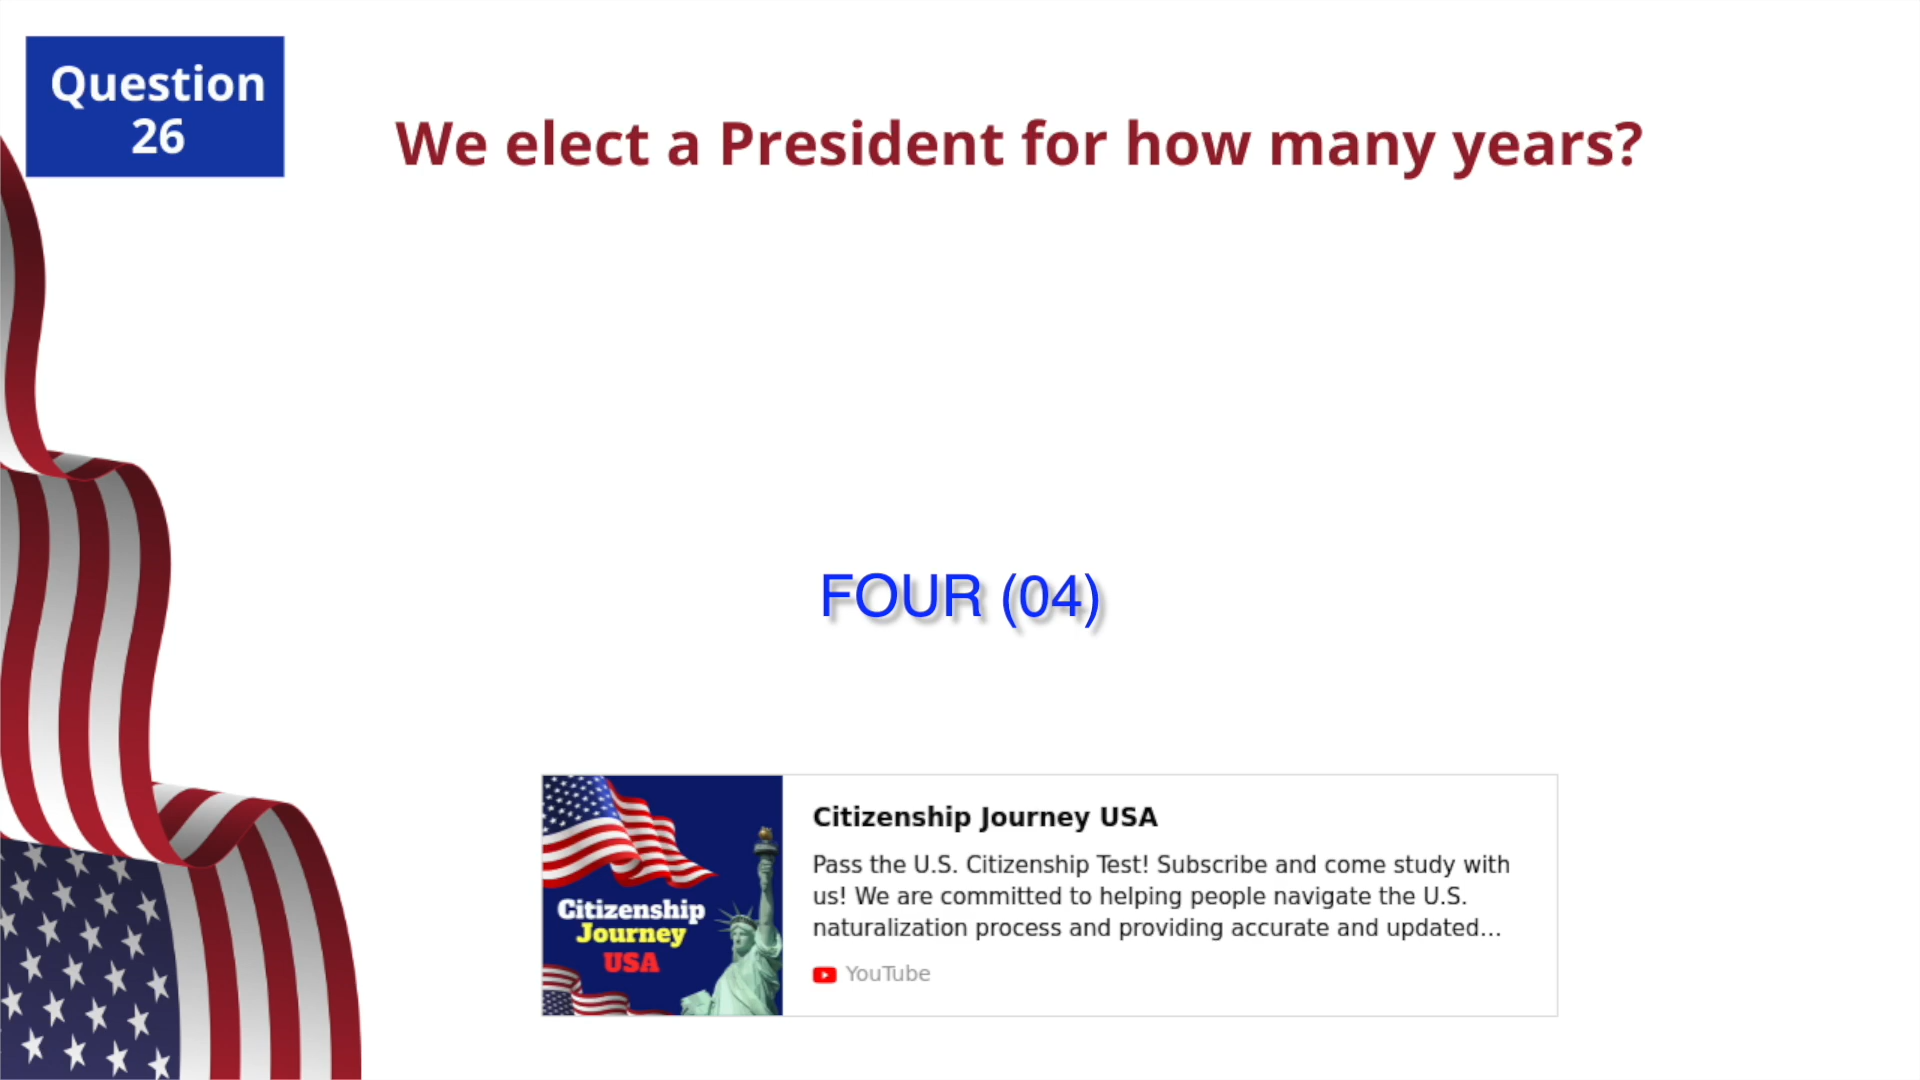 Question
26
We elect a President for how many years?
FOUR (04)
Citizenship
Journey
USA
Citizenship Journey USA
Pass the U.S. Citizenship Test! Subscribe and come study with
us! We are committed to helping people navigate the U.S.
naturalization process and providing accurate and updated...
YouTube